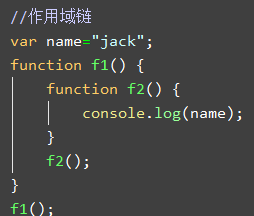 //作用域链
var name="jack";
function f1() {
    function f2() {
        console.log(name);
    }
    f2();
}
f1();